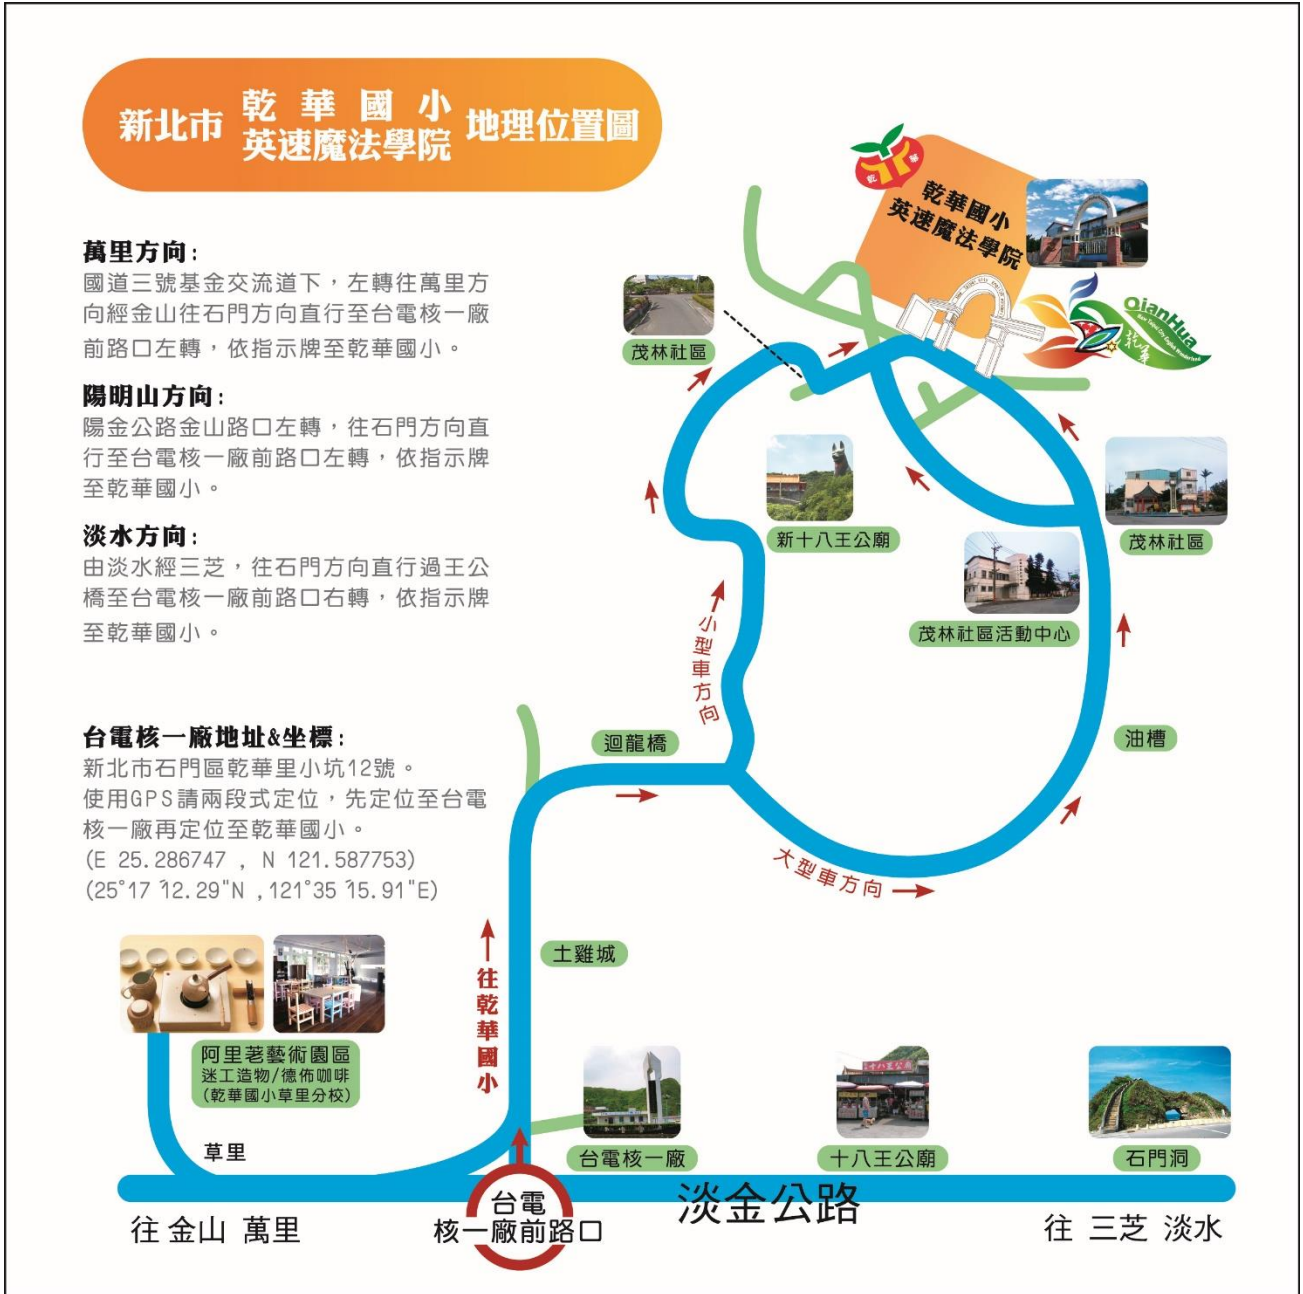 新北市 乾華國小 地理位置圖
英速魔法學院
萬里方向:
國道三號基金交流道下，左轉往萬里方
向經金山往石門方向直行至台電核一廠
前路口左轉，依指示牌至乾華國小。
陽明山方向:
陽金公路金山路口左轉，往石門方向直
行至台電核一廠前路口左轉，依指示牌
至乾華國小。
淡水方向:
由淡水經三芝，往石門方向直行過王公
橋至台電核一廠前路口右轉，依指示牌
至乾華國小。
台電核一廠地址&坐標:
新北市石門區乾華里小坑12號。
使用GPS請兩段式定位，先定位至台電
核一廠再定位至乾華國小。
(E 25.286747 , N 121.587753)
(25°17 ́12.29"N ,121°35 ́15.91"E)
乾 華
乾華國小
英速魔法學院
QianHua
New Taipei City English Wonderland
乾華
茂林社區
新十八王公廟
茂林社區
茂林社區活動中心
小型車方向
迴龍橋
油槽
大型車方向
土雞城
往乾華國小
阿里荖藝術園區
迷工造物/德佈咖啡
(乾華國小草里分校)
草里
台電核一廠
十八王公廟
石門洞
台電
核一廠前路口
淡金公路
往 金山 萬里
往 三芝 淡水